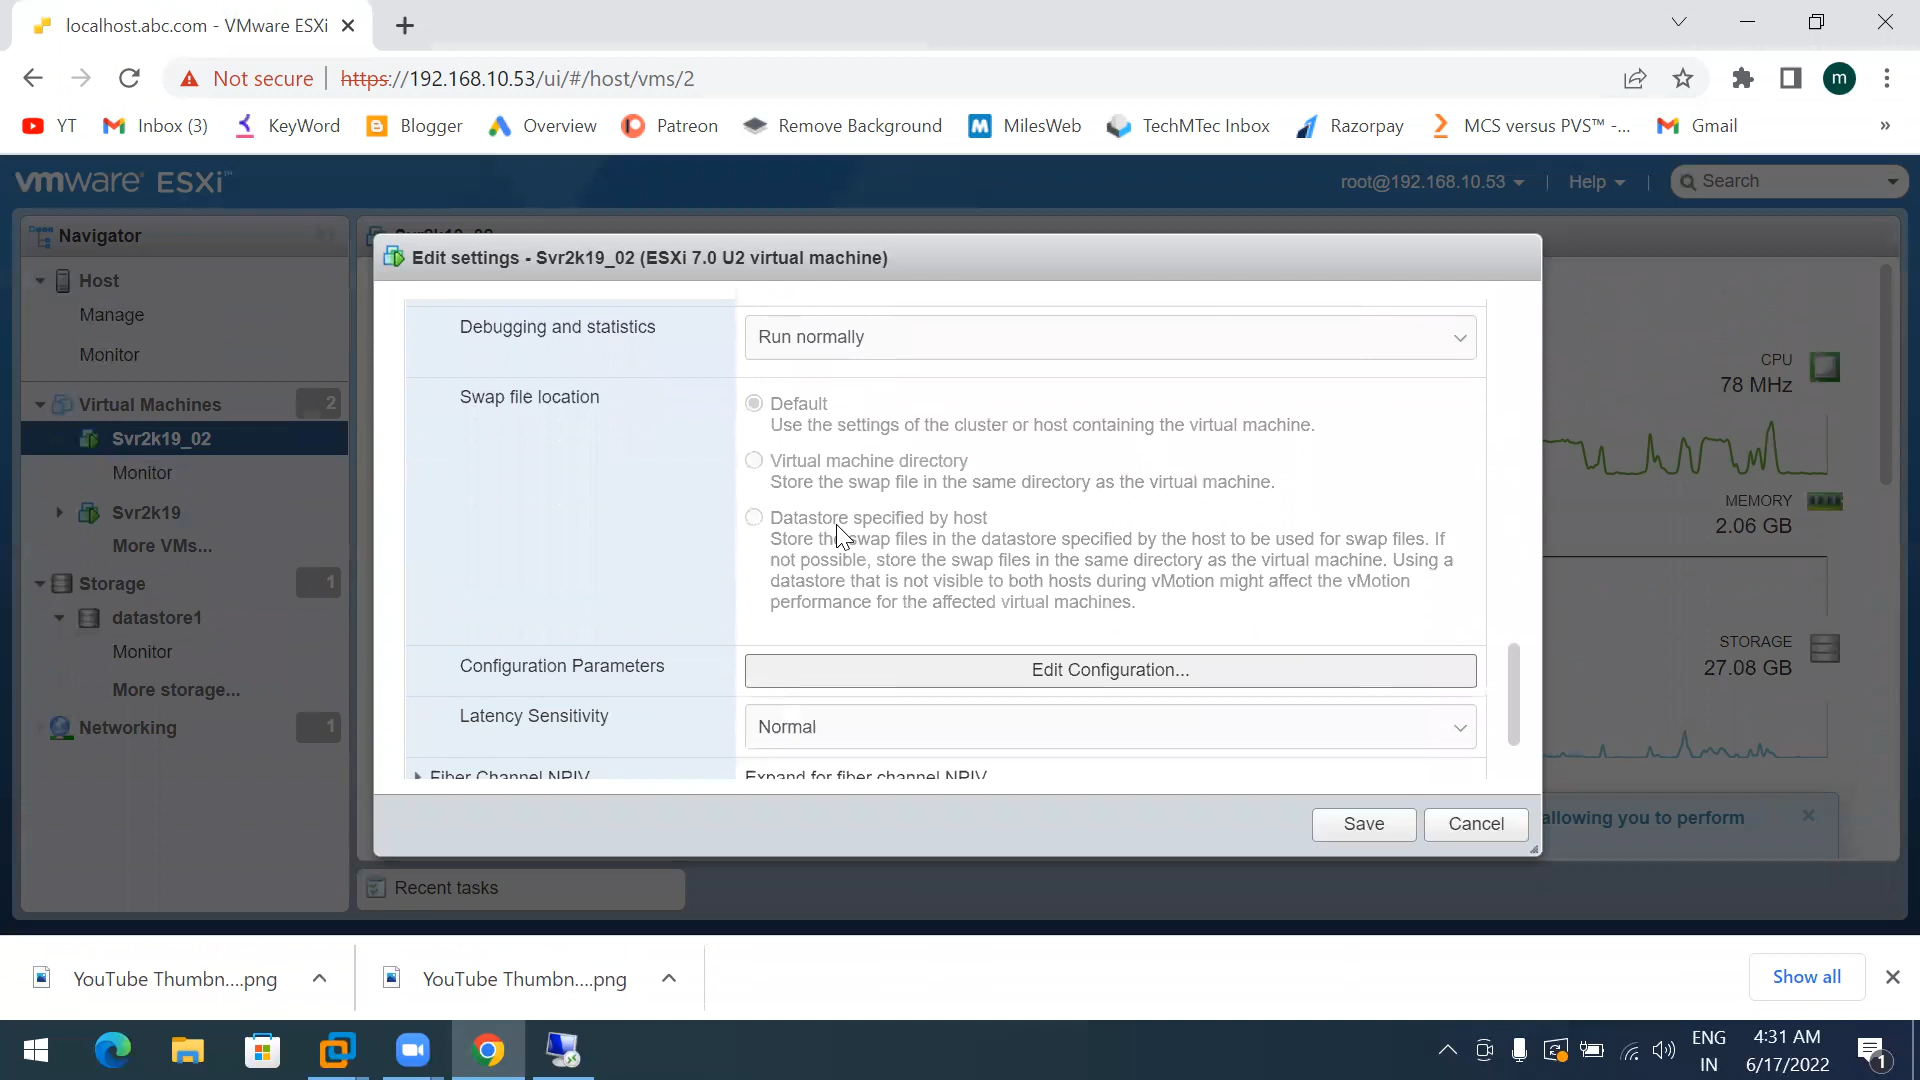 localhost.abc.com - VMware ESXi
Not secure
https://192.168.10.53/ui/#/host/vms/2
m
YT
Inbox (3)
KeyWord
Blogger
Overview
Patreon
Remove Background
MilesWeb
TechMTec Inbox
Razorpay
MCS versus PVS™ -...
Gmail
»
vmware ESXi™
root@192.168.10.53
Help
Search
Navigator
Host
Manage
Monitor
Virtual Machines
2
Svr2k19_02
Monitor
Svr2k19
More VMs...
Storage
1
datastore1
Monitor
More storage...
Networking
1
Edit settings - Svr2k19_02 (ESXi 7.0 U2 virtual machine)
Debugging and statistics
Run normally
Swap file location
Default
Use the settings of the cluster or host containing the virtual machine.
Virtual machine directory
Store the swap file in the same directory as the virtual machine.
Datastore specified by host
Store the swap files in the datastore specified by the host to be used for swap files. If
not possible, store the swap files in the same directory as the virtual machine. Using a
datastore that is not visible to both hosts during vMotion might affect the vMotion
performance for the affected virtual machines.
Configuration Parameters
Edit Configuration...
Latency Sensitivity
Normal
Fiber Channel NPIV
Expand for fiber channel NPIV
Save
Cancel
CPU
78 MHz
MEMORY
2.06 GB
STORAGE
27.08 GB
allowing you to perform
Recent tasks
YouTube Thumbn....png
YouTube Thumbn....png
Show all
ENG
IN
4:31 AM
6/17/2022
1